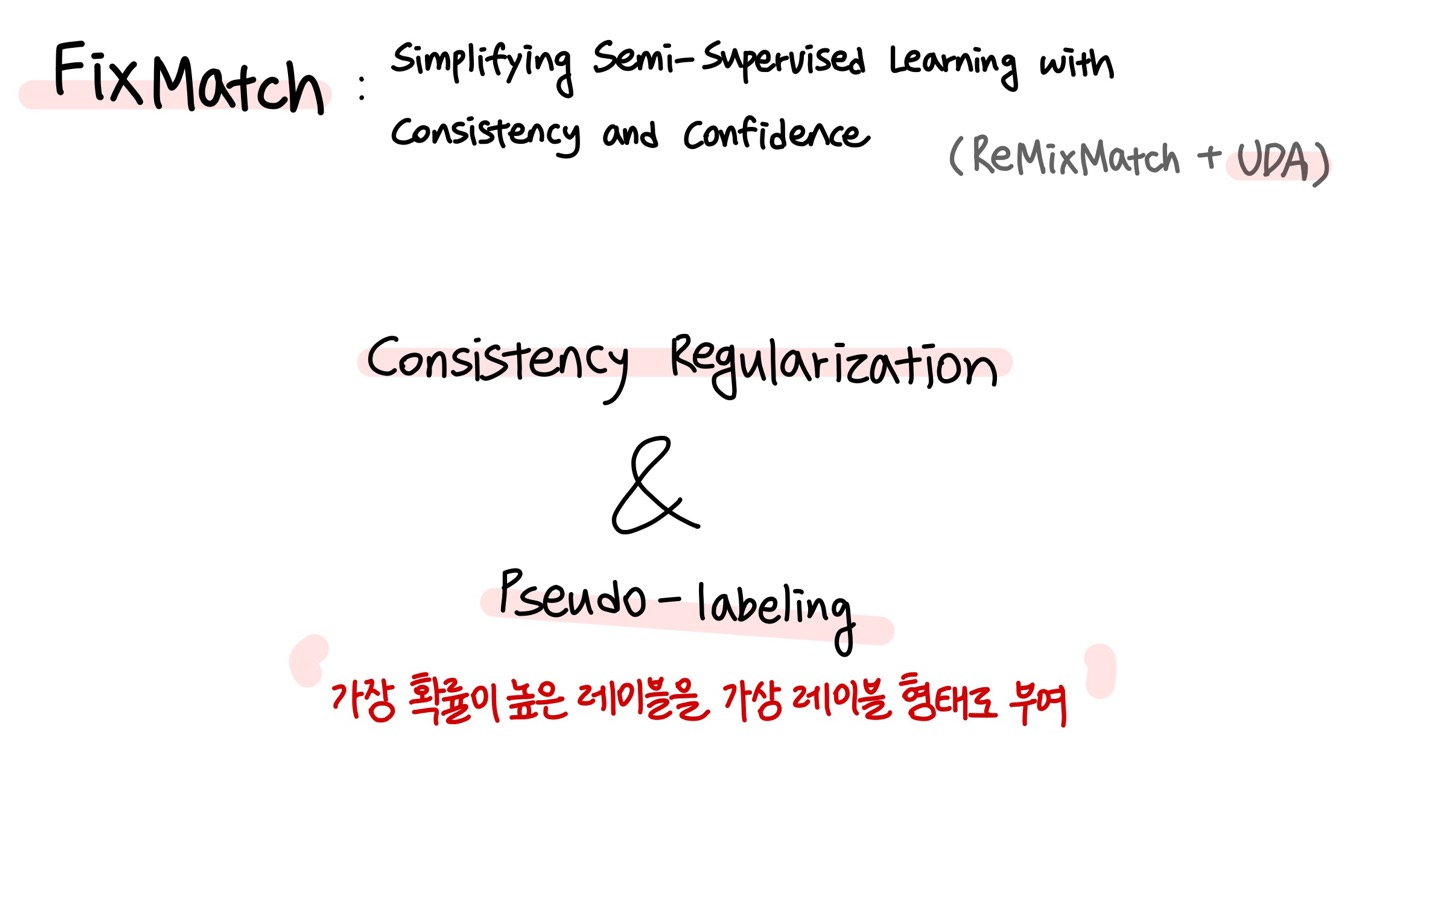 FixMatch : Simplifying Semi-Supervised Learning with
Consistency and Confidence
(ReMixMatch + UDA)
Consistency Regularization
&
Pseudo-labeling
가장 확률이 높은 레이블을 가상 레이블 형태로 부여